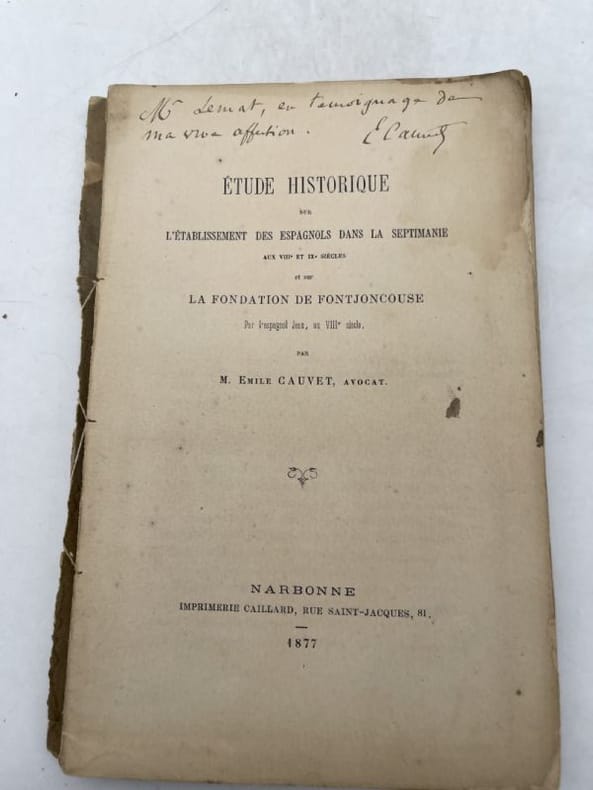 Mr Lemat, en temoignage de
ma vive affection. E Cauvet
ÉTUDE HISTORIQUE
SUR
L'ÉTABLISSEMENT DES ESPAGNOLS DANS LA SEPTIMANIE
AUX VIIIe ET IXe SIÈCLES
et sur
LA FONDATION DE FONTJONCOUSE
Par l'espagnol Jean, au VIIIe siècle,
PAR
M. EMILE CAUVET, AVOCAT.
NARBONNE
IMPRIMERIE CAILLARD, RUE SAINT-JACQUES, 81.
1877